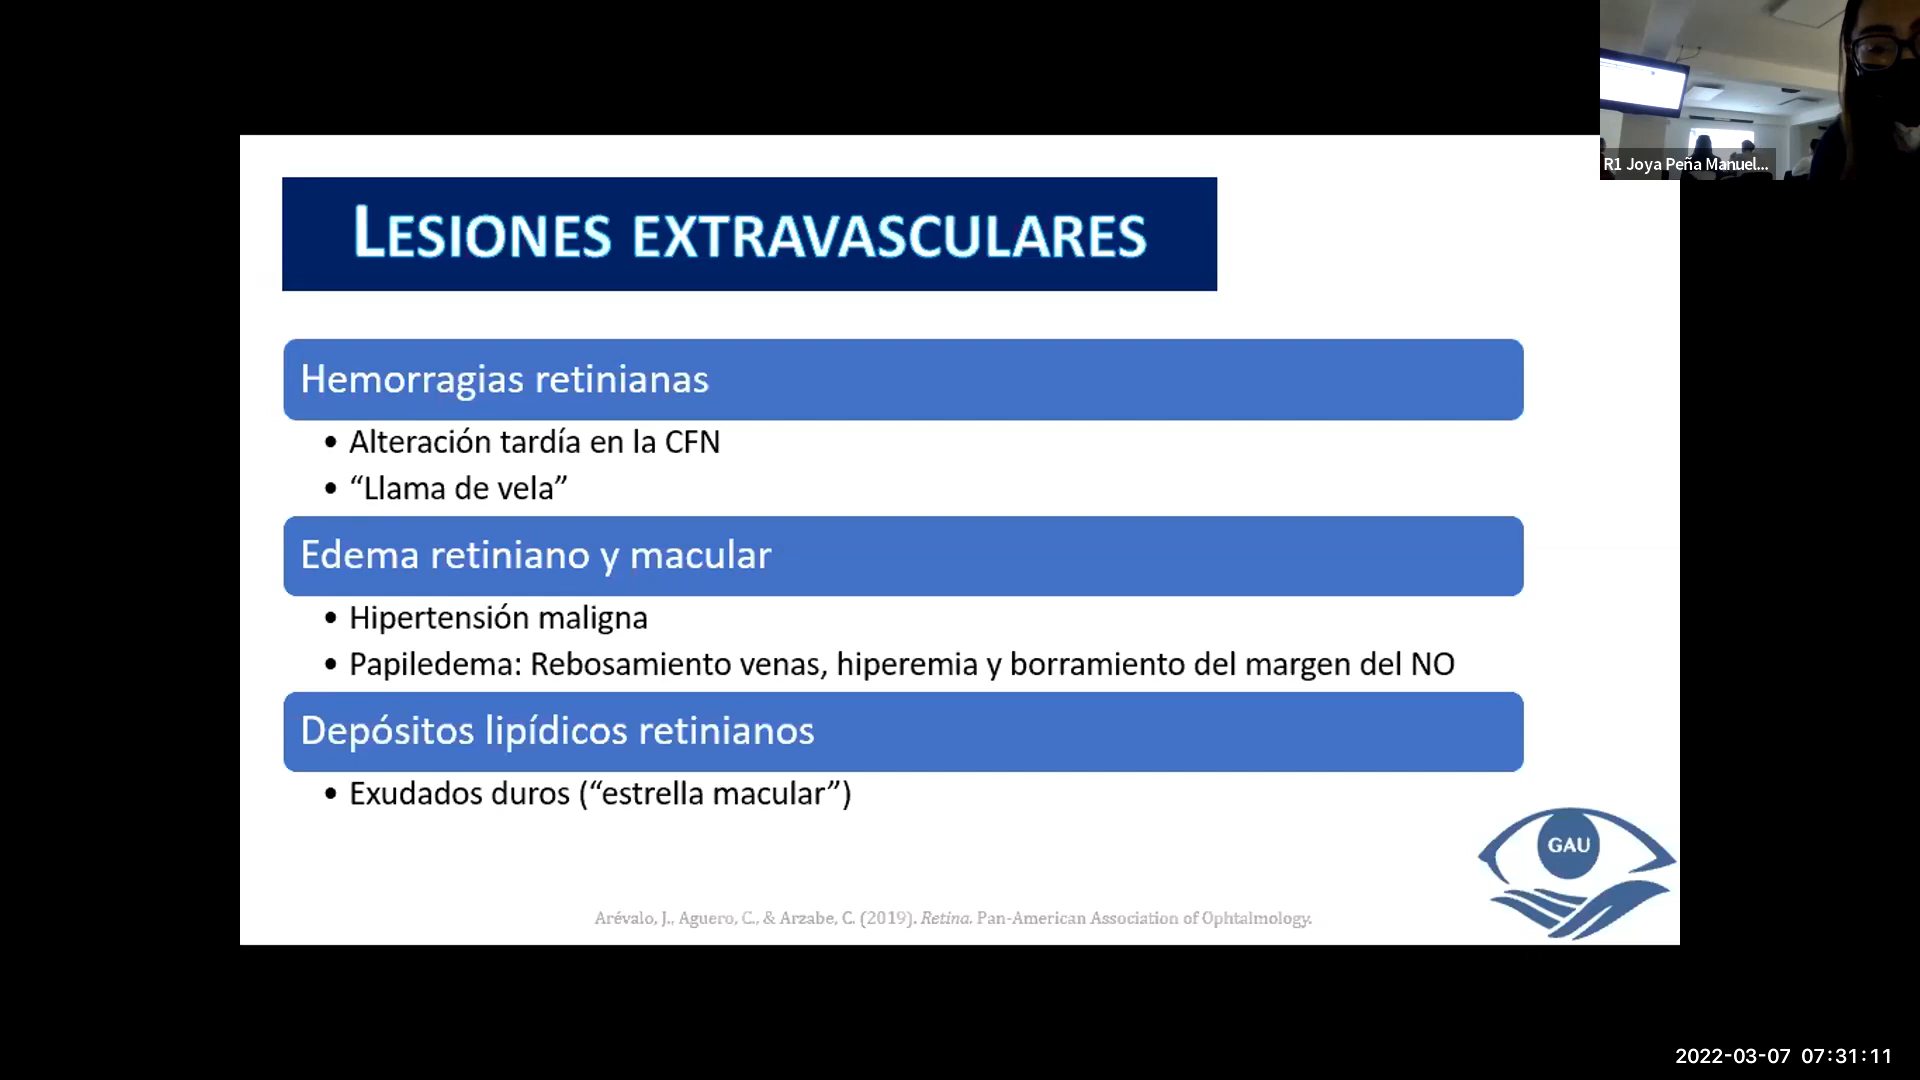 R1 Joya Peña Manuel...
LESIONES EXTRAVASCULARES
Hemorragias retinianas
• Alteración tardía en la CFN
• “Llama de vela”
Edema retiniano y macular
• Hipertensión maligna
• Papiledema: Rebosamiento venas, hiperemia y borramiento del margen del NO
Depósitos lipídicos retinianos
• Exudados duros (“estrella macular”)
GAU
Arévalo, J., Aguero, C., & Arzabe, C. (2019). Retina. Pan-American Association of Ophtalmology.
2022-03-07 07:31:11